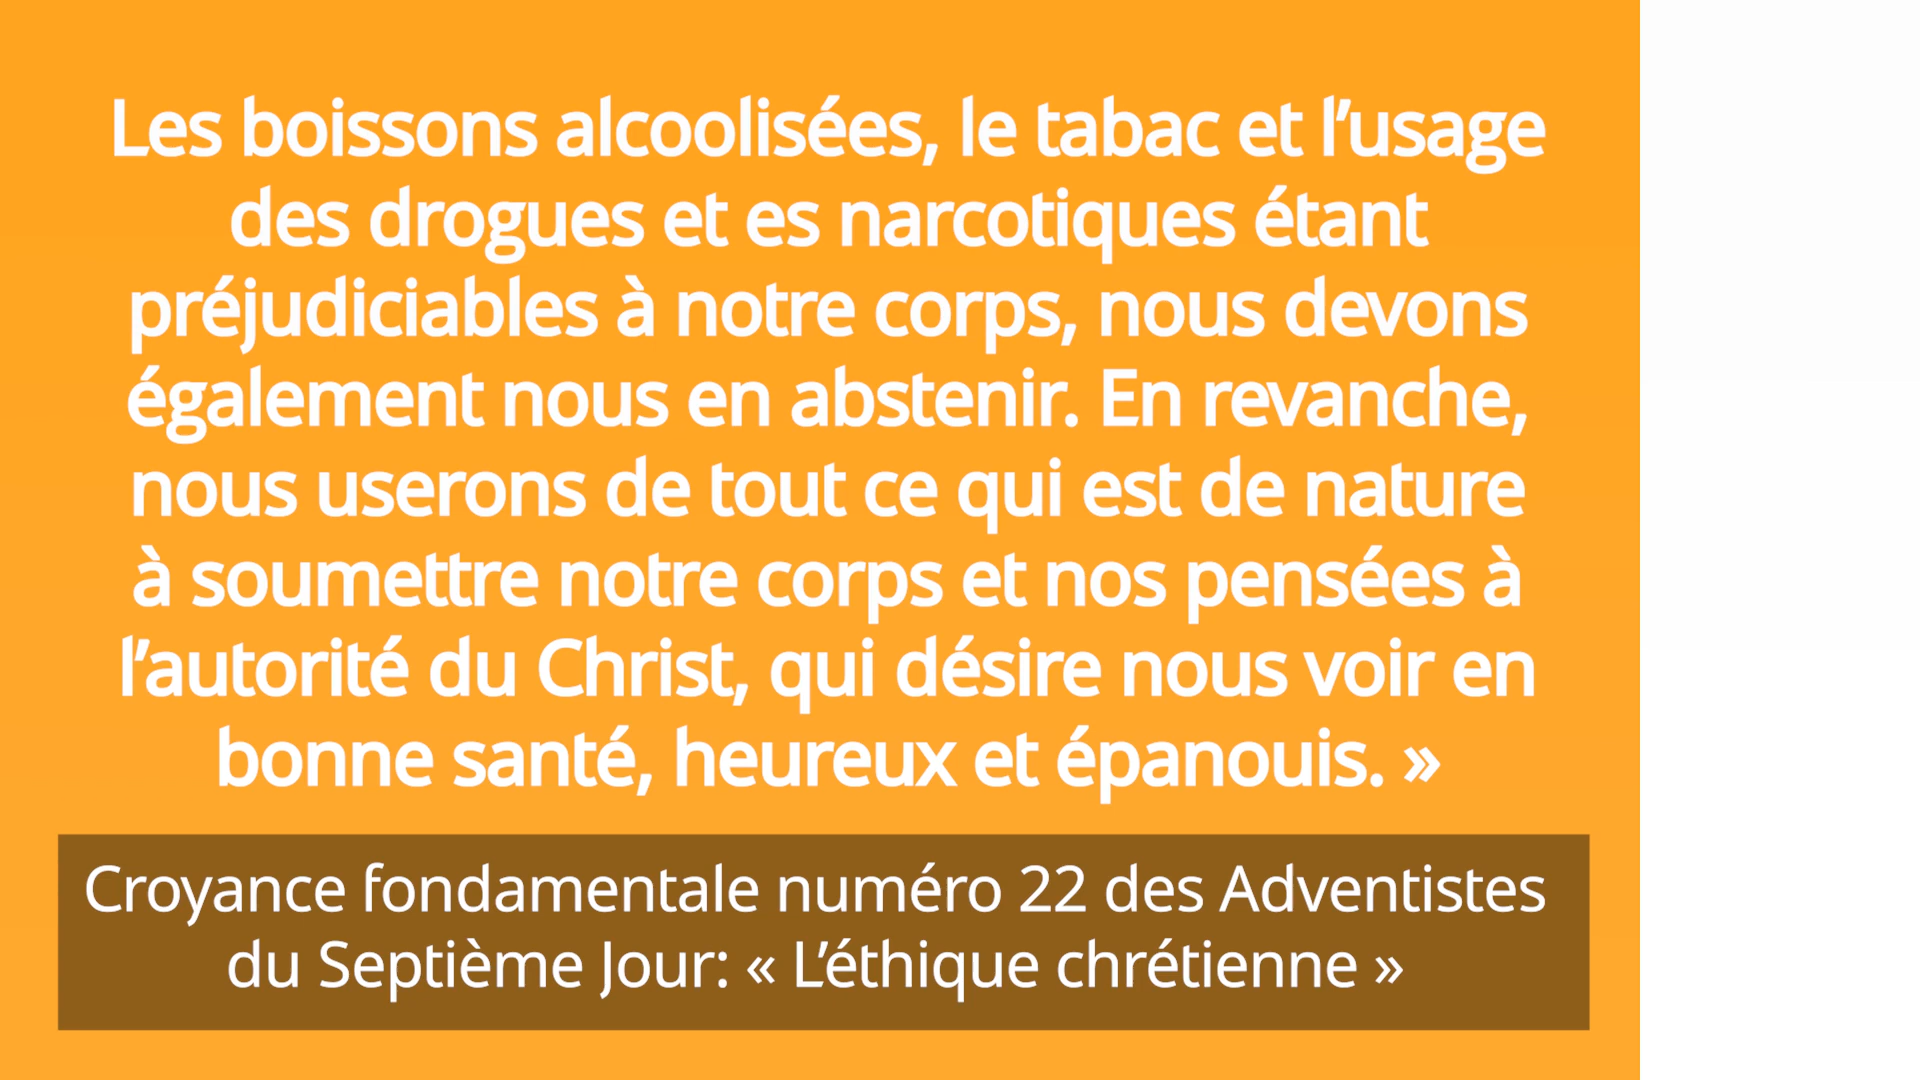 Les boissons alcoolisées, le tabac et l’usage
des drogues et es narcotiques étant
préjudiciables à notre corps, nous devons
également nous en abstenir. En revanche,
nous userons de tout ce qui est de nature
à soumettre notre corps et nos pensées à
l’autorité du Christ, qui désire nous voir en
bonne santé, heureux et épanouis. »
Croyance fondamentale numéro 22 des Adventistes
du Septième Jour: « L’éthique chrétienne »